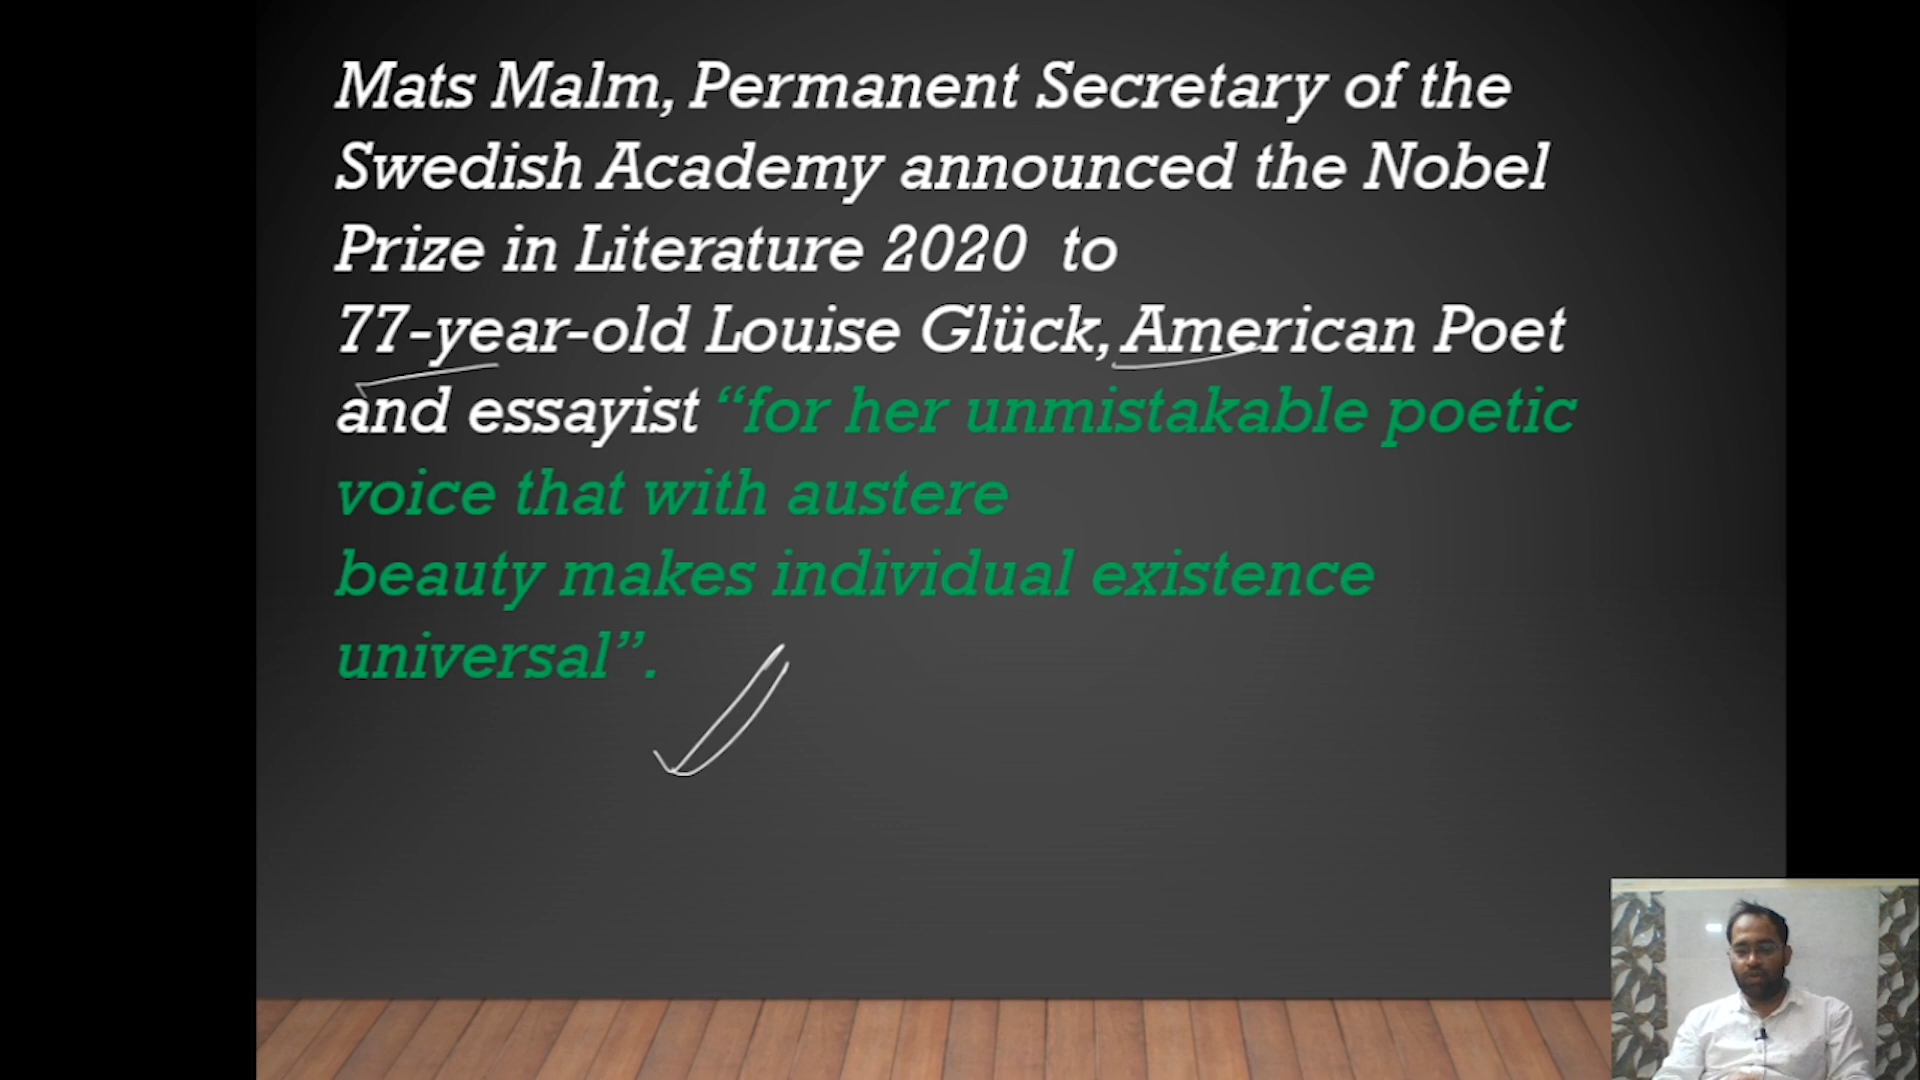 Mats Malm, Permanent Secretary of the
Swedish Academy announced the Nobel
Prize in Literature 2020 to
77-year-old Louise Glück, American Poet
and essayist “for her unmistakable poetic
voice that with austere
beauty makes individual existence
universal”.